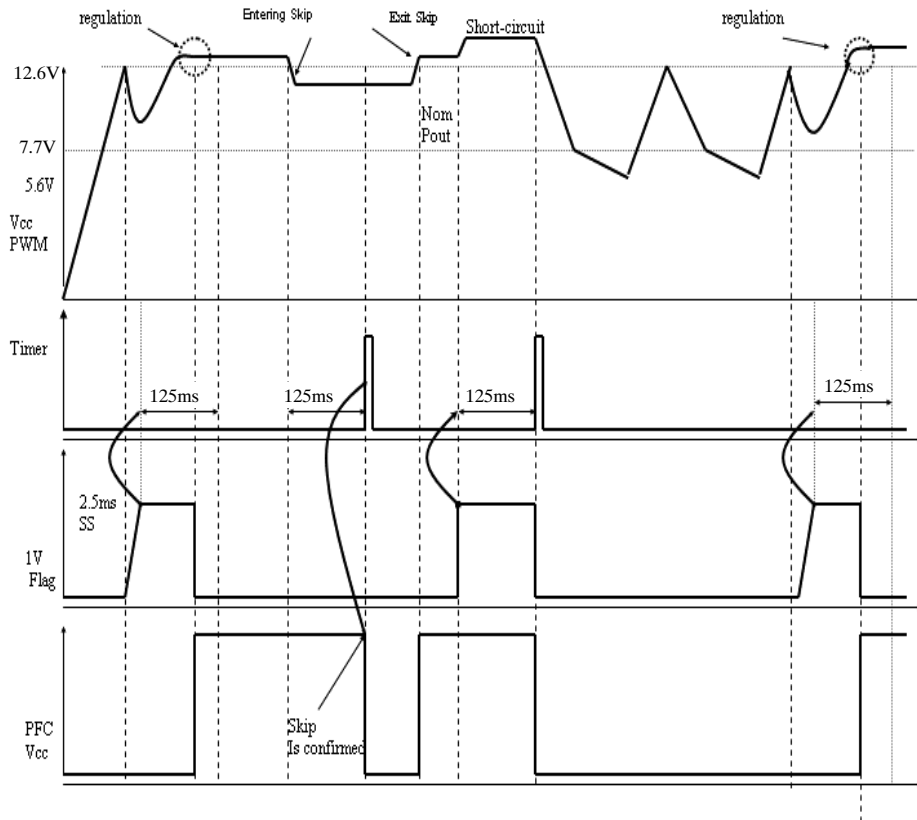 regulation
Entering Skip
Exit Skip
Short-circuit
regulation
12.6V
Nom
Pout
7.7V
5.6V
Vcc
PWM
Timer
125ms
125ms
125ms
125ms
2.5ms
SS
1V
Flag
PFC
Vcc
Skip
Is confirmed